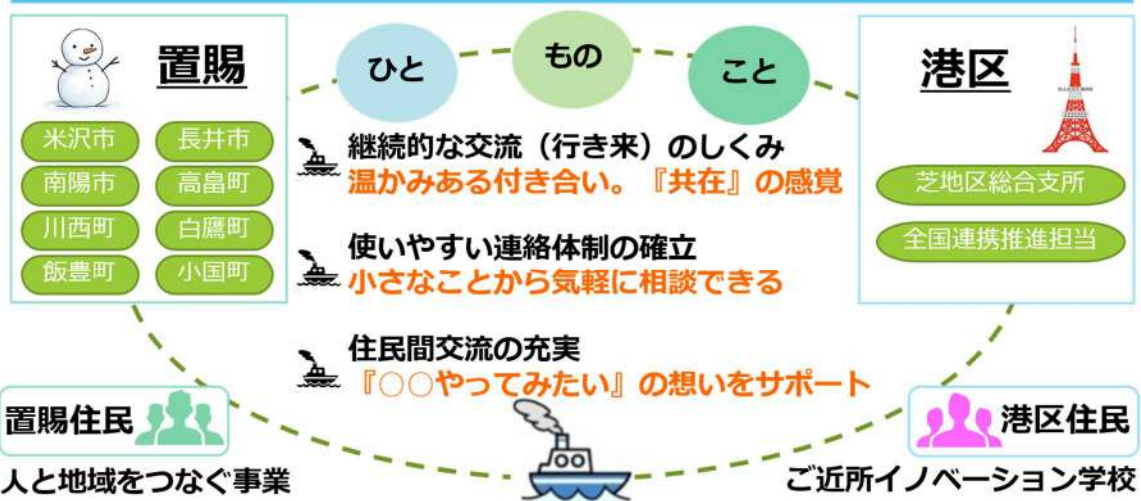 置賜
米沢市
長井市
南陽市
高畠町
川西町
白鷹町
飯豊町
小国町
ひと
もの
こと
港区
芝地区総合支所
全国連携推進担当
継続的な交流（行き来）のしくみ
温かみある付き合い。『共在』の感覚
使いやすい連絡体制の確立
小さなことから気軽に相談できる
住民間交流の充実
『○○やってみたい』の想いをサポート
置賜住民
人と地域をつなぐ事業
港区住民
ご近所イノベーション学校